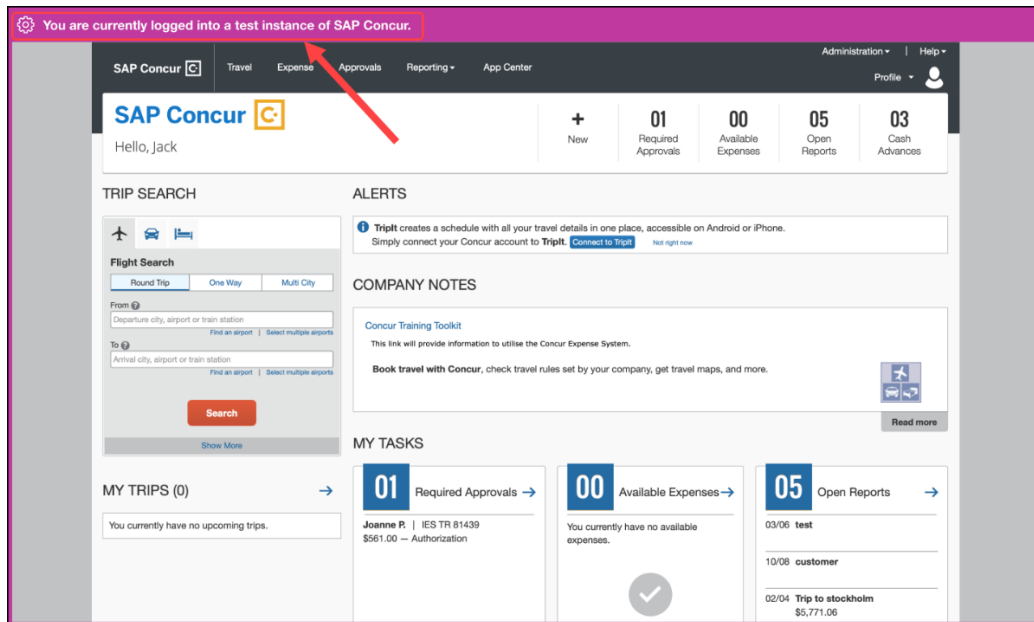 You are currently logged into a test instance of SAP Concur.
Administration | Help
SAP Concur C Travel Expense Approvals Reporting App Center
Profile
SAP Concur C
Hello, Jack
+ 01 00 05 03
New Required Approvals Available Expenses Open Reports Cash Advances
TRIP SEARCH
Flight Search
Round Trip One Way Multi City
From
Departure city, airport or train station
Find an airport | Select multiple airports
To
Arrival city, airport or train station
Find an airport | Select multiple airports
Search
Show More
MY TRIPS (0)
You currently have no upcoming trips.
ALERTS
TripIt creates a schedule with all your travel details in one place, accessible on Android or iPhone.
Simply connect your Concur account to TripIt. Connect to TripIt Not right now
COMPANY NOTES
Concur Training Toolkit
This link will provide information to utilise the Concur Expense System.
Book travel with Concur, check travel rules set by your company, get travel maps, and more.
Read more
MY TASKS
01 Required Approvals
Joanne P. | IES TR 81439
$561.00 — Authorization
00 Available Expenses
You currently have no available
expenses.
05 Open Reports
03/06 test
10/08 customer
02/04 Trip to stockholm
$5,771.06